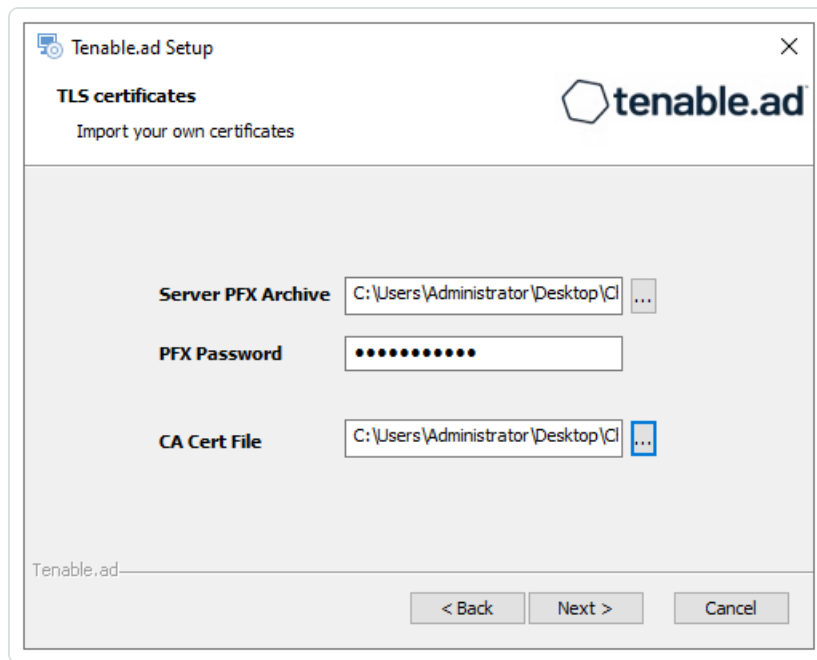 Tenable.ad Setup
TLS certificates
Import your own certificates
tenable.ad
Server PFX Archive C:\Users\Administrator\Desktop\Cl ...
PFX Password •••••••••••
CA Cert File C:\Users\Administrator\Desktop\Cl ...
Tenable.ad
< Back Next > Cancel